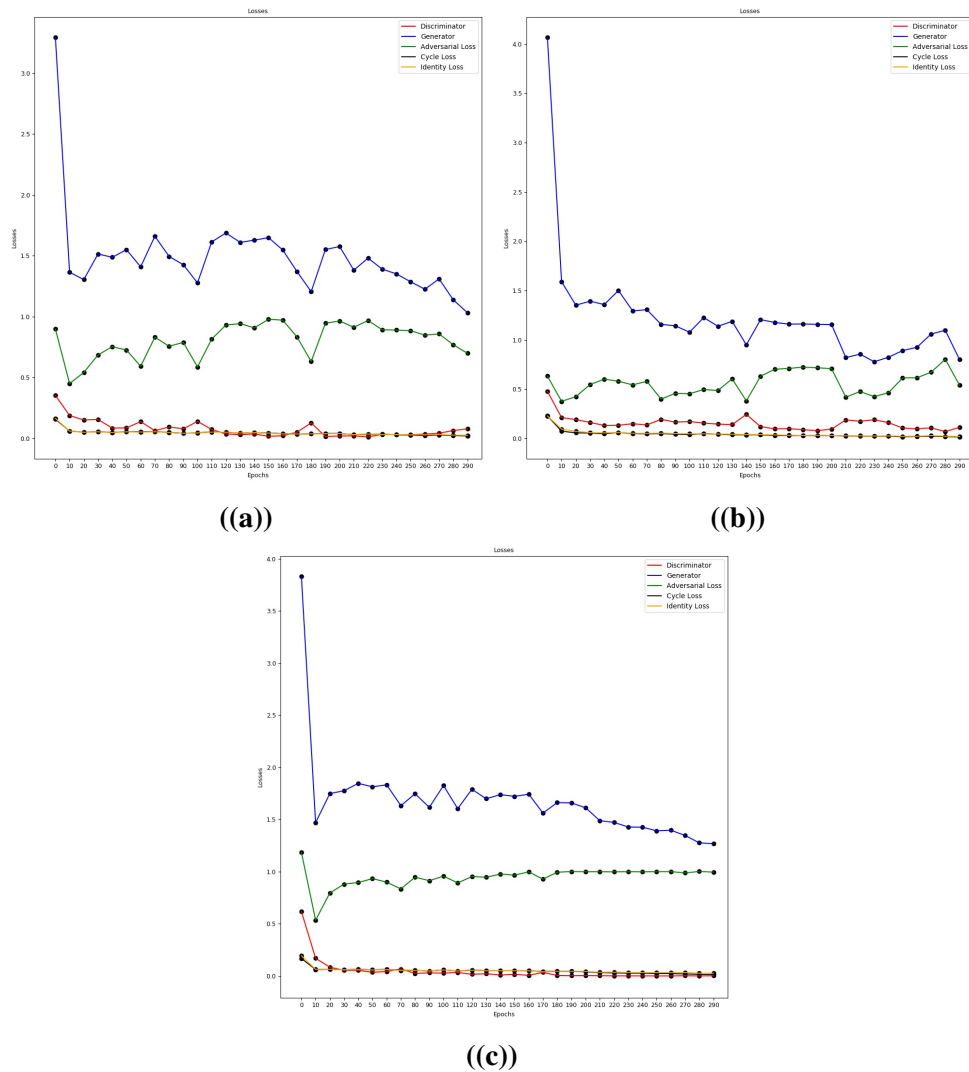 Losses
Discriminator
Generator
Adversarial Loss
Cycle Loss
Identity Loss
3.0
2.5
2.0
1.5
1.0
0.5
0.0
Losses
0 10 20 30 40 50 60 70 80 90 100 110 120 130 140 150 160 170 180 190 200 210 220 230 240 250 260 270 280 290
Epochs
((a))
Losses
Discriminator
Generator
Adversarial Loss
Cycle Loss
Identity Loss
4.0
3.5
3.0
2.5
2.0
1.5
1.0
0.5
0.0
Losses
0 10 20 30 40 50 60 70 80 90 100 110 120 130 140 150 160 170 180 190 200 210 220 230 240 250 260 270 280 290
Epochs
((b))
Losses
Discriminator
Generator
Adversarial Loss
Cycle Loss
Identity Loss
4.0
3.5
3.0
2.5
2.0
1.5
1.0
0.5
0.0
Losses
0 10 20 30 40 50 60 70 80 90 100 110 120 130 140 150 160 170 180 190 200 210 220 230 240 250 260 270 280 290
Epochs
((c))